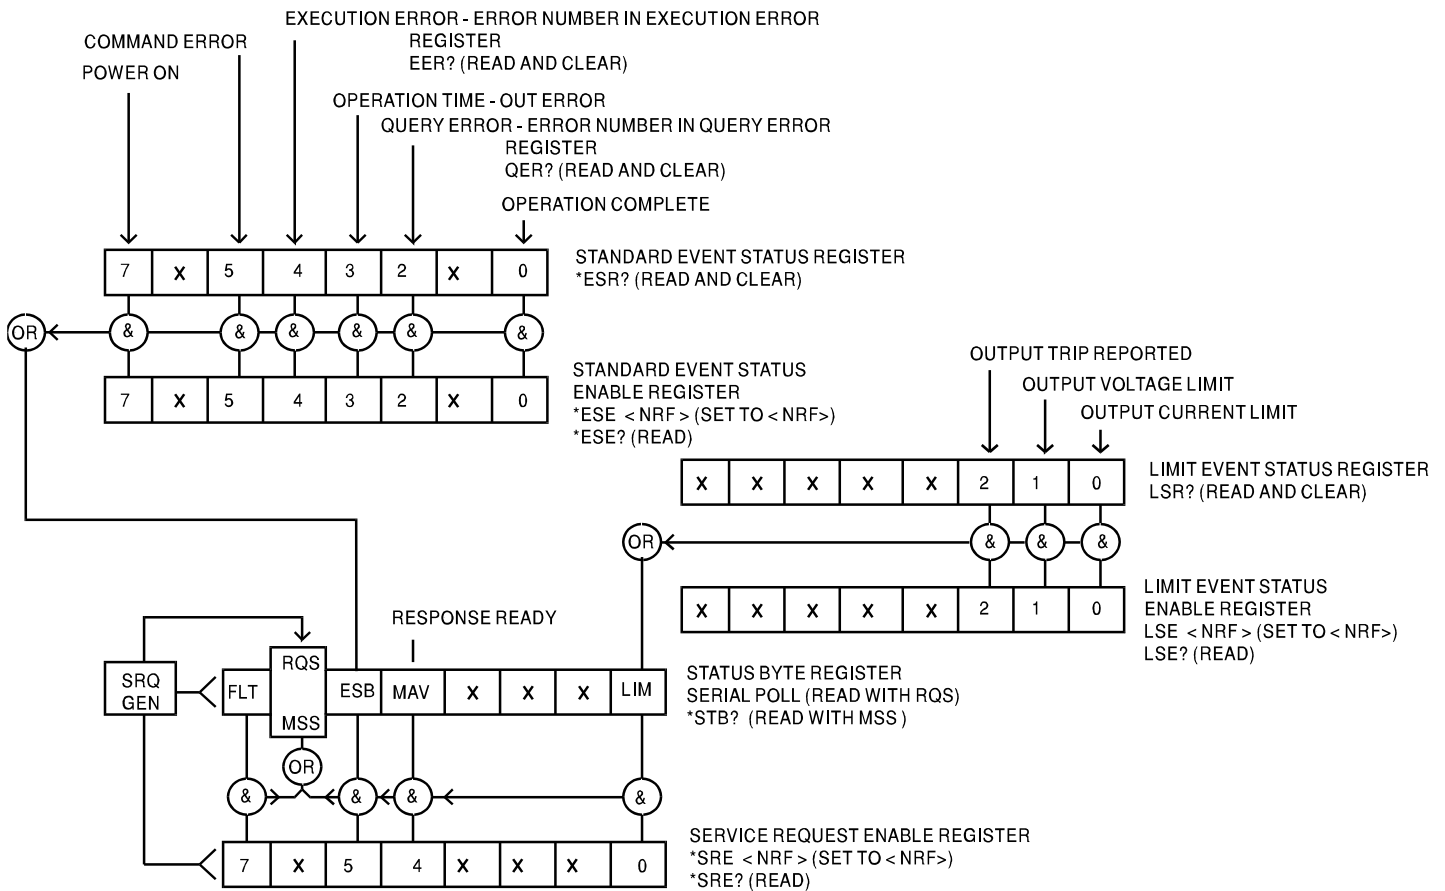 EXECUTION ERROR - ERROR NUMBER IN EXECUTION ERROR
REGISTER
EER? (READ AND CLEAR)
COMMAND ERROR
POWER ON
OPERATION TIME - OUT ERROR
QUERY ERROR - ERROR NUMBER IN QUERY ERROR
REGISTER
QER? (READ AND CLEAR)
OPERATION COMPLETE
7 X 5 4 3 2 X 0
STANDARD EVENT STATUS REGISTER
*ESR? (READ AND CLEAR)
OR & & & & & &
7 X 5 4 3 2 X 0
STANDARD EVENT STATUS
ENABLE REGISTER
*ESE < NRF > (SET TO < NRF>)
*ESE? (READ)
OUTPUT TRIP REPORTED
OUTPUT VOLTAGE LIMIT
OUTPUT CURRENT LIMIT
X X X X X 2 1 0
LIMIT EVENT STATUS REGISTER
LSR? (READ AND CLEAR)
OR & & &
X X X X X 2 1 0
LIMIT EVENT STATUS
ENABLE REGISTER
LSE < NRF > (SET TO < NRF>)
LSE? (READ)
RESPONSE READY
SRQ
GEN
FLT RQS MSS ESB MAV X X X LIM
STATUS BYTE REGISTER
SERIAL POLL (READ WITH RQS)
*STB? (READ WITH MSS )
OR
& & & &
7 X 5 4 X X X 0
SERVICE REQUEST ENABLE REGISTER
*SRE < NRF > (SET TO < NRF>)
*SRE? (READ)